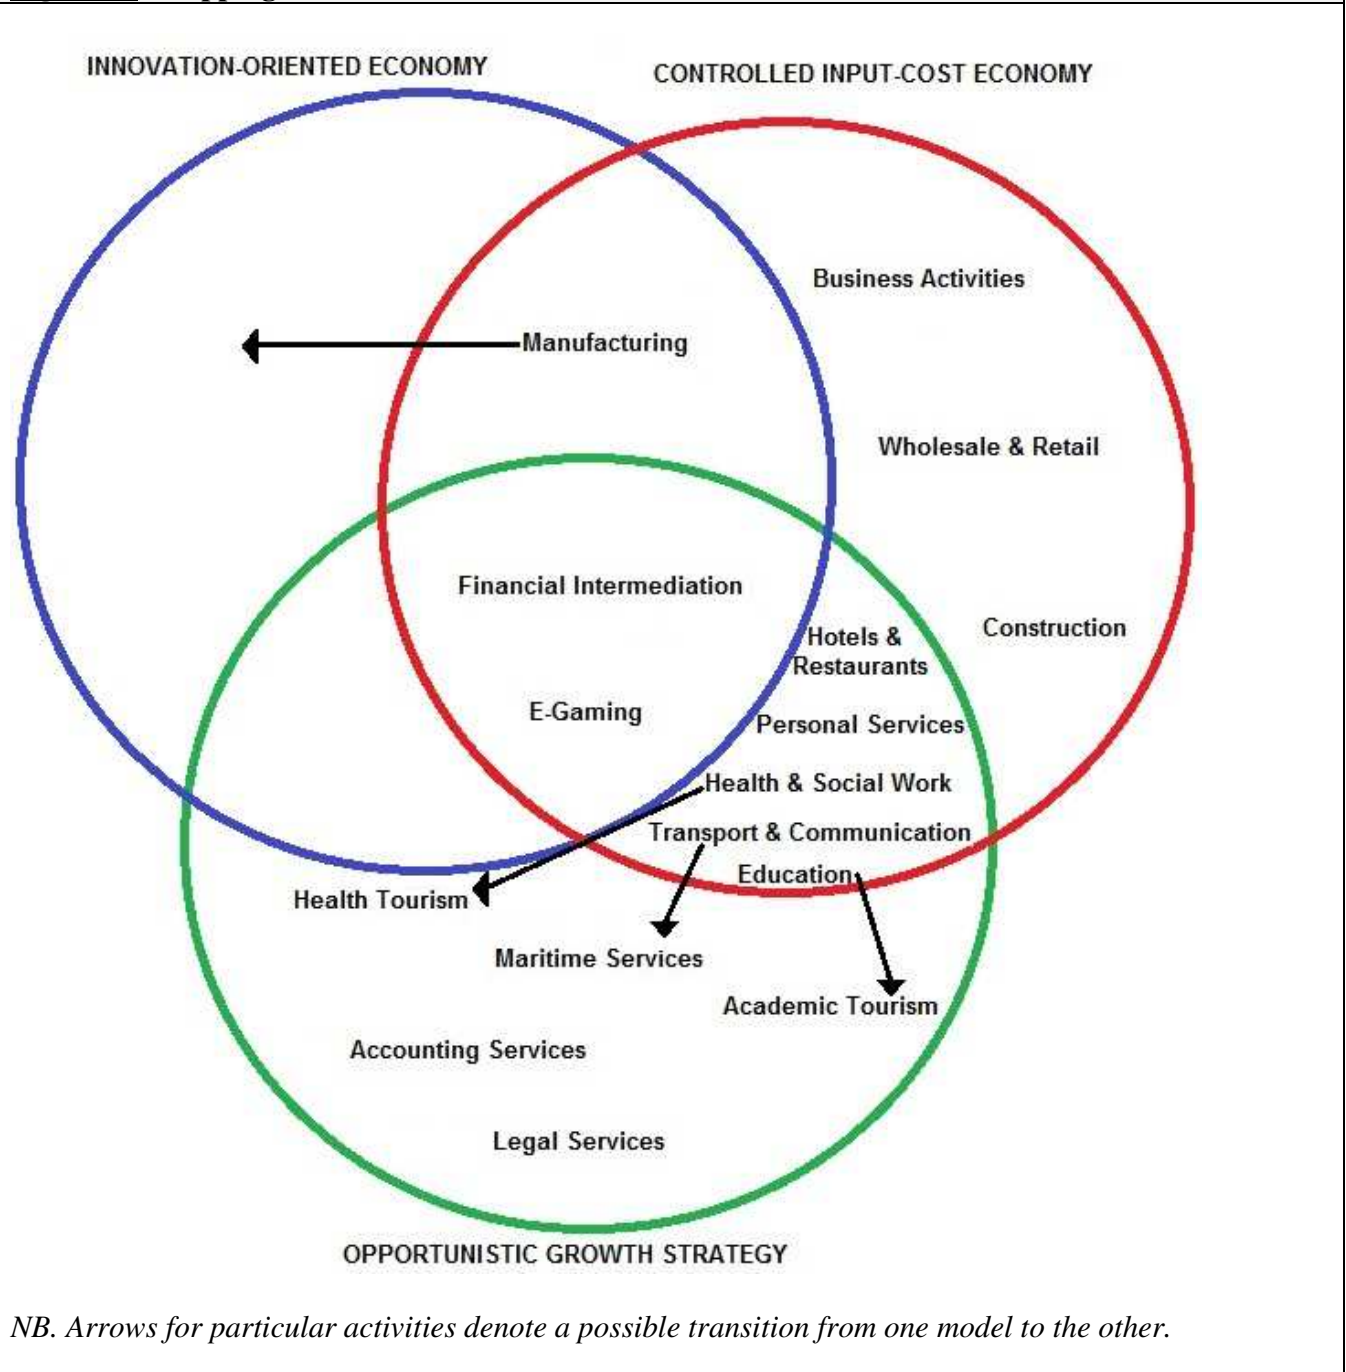 INNOVATION-ORIENTED ECONOMY
CONTROLLED INPUT-COST ECONOMY
Business Activities
Manufacturing
Wholesale & Retail
Financial Intermediation
Construction
Hotels &
Restaurants
E-Gaming
Personal Services
Health & Social Work
Transport & Communication
Education
Health Tourism
Maritime Services
Academic Tourism
Accounting Services
Legal Services
OPPORTUNISTIC GROWTH STRATEGY
NB. Arrows for particular activities denote a possible transition from one model to the other.